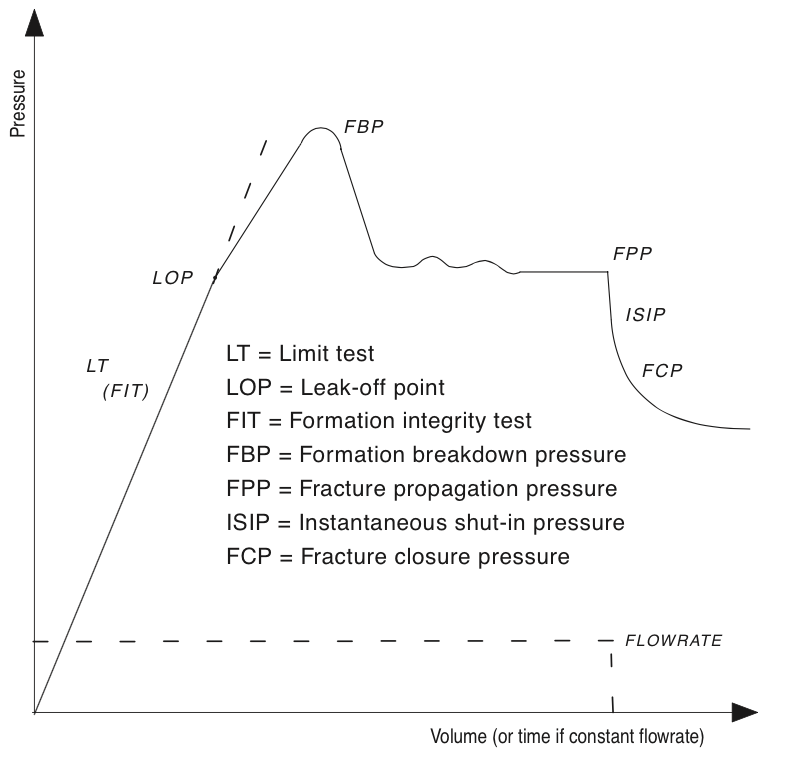 Pressure
FBP
LOP
FPP
ISIP
FCP
LT
(FIT)
LT = Limit test
LOP = Leak-off point
FIT = Formation integrity test
FBP = Formation breakdown pressure
FPP = Fracture propagation pressure
ISIP = Instantaneous shut-in pressure
FCP = Fracture closure pressure
FLOWRATE
Volume (or time if constant flowrate)